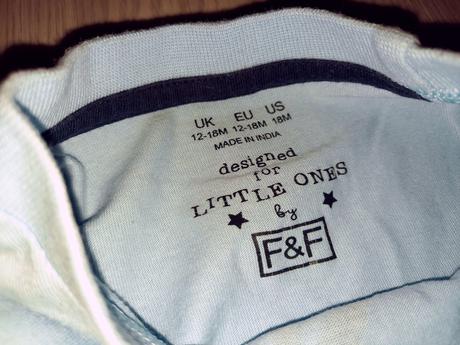 UK EU US
12-18M 12-18M 18M
MADE IN INDIA
designed
for
LITTLE ONES
by
F&F